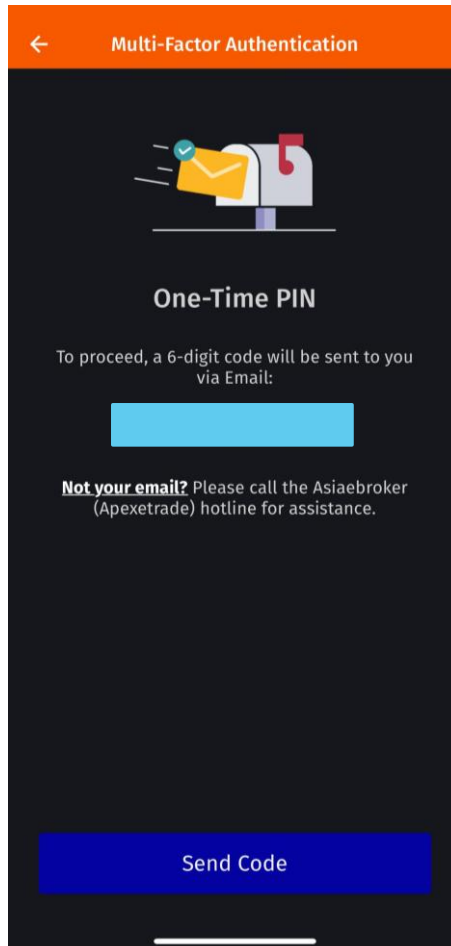 Multi-Factor Authentication
One-Time PIN
To proceed, a 6-digit code will be sent to you
via Email:
Not your email? Please call the Asiaebroker
(Apexetrade) hotline for assistance.
Send Code